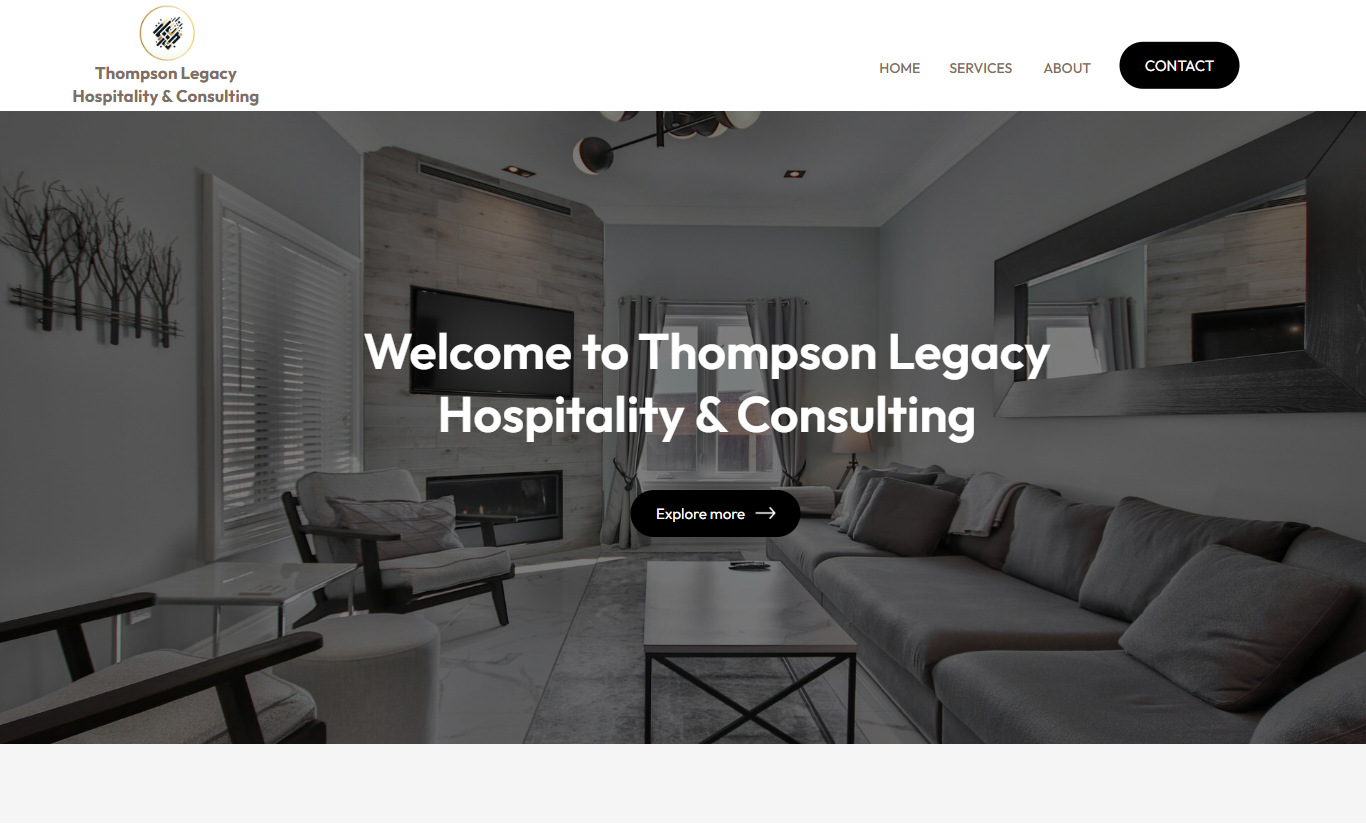 Thompson Legacy
Hospitality & Consulting
HOME SERVICES ABOUT CONTACT
Welcome to Thompson Legacy
Hospitality & Consulting
Explore more